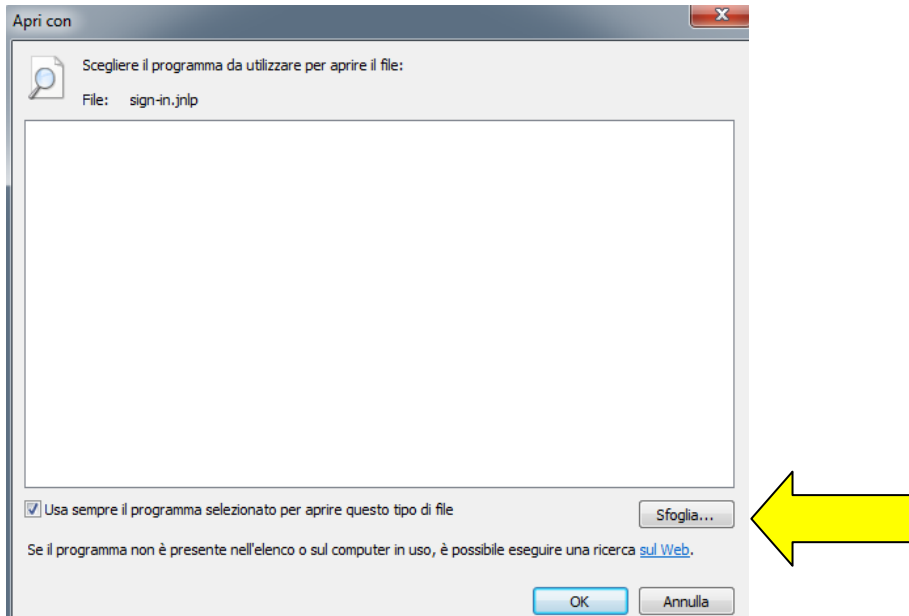 Apri con
Scegliere il programma da utilizzare per aprire il file:
File: sign-in.jnlp
Usa sempre il programma selezionato per aprire questo tipo di file
Sfoglia...
Se il programma non è presente nell'elenco o sul computer in uso, è possibile eseguire una ricerca sul Web.
OK Annulla